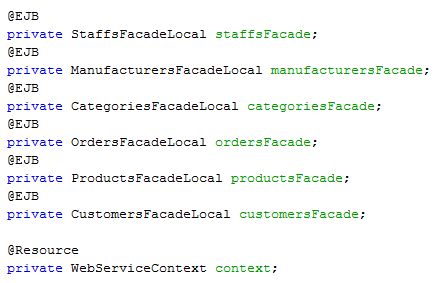 @EJB
private StaffsFacadeLocal staffsFacade;
@EJB
private ManufacturersFacadeLocal manufacturersFacade;
@EJB
private CategoriesFacadeLocal categoriesFacade;
@EJB
private OrdersFacadeLocal ordersFacade;
@EJB
private ProductsFacadeLocal productsFacade;
@EJB
private CustomersFacadeLocal customersFacade;
@Resource
private WebServiceContext context;